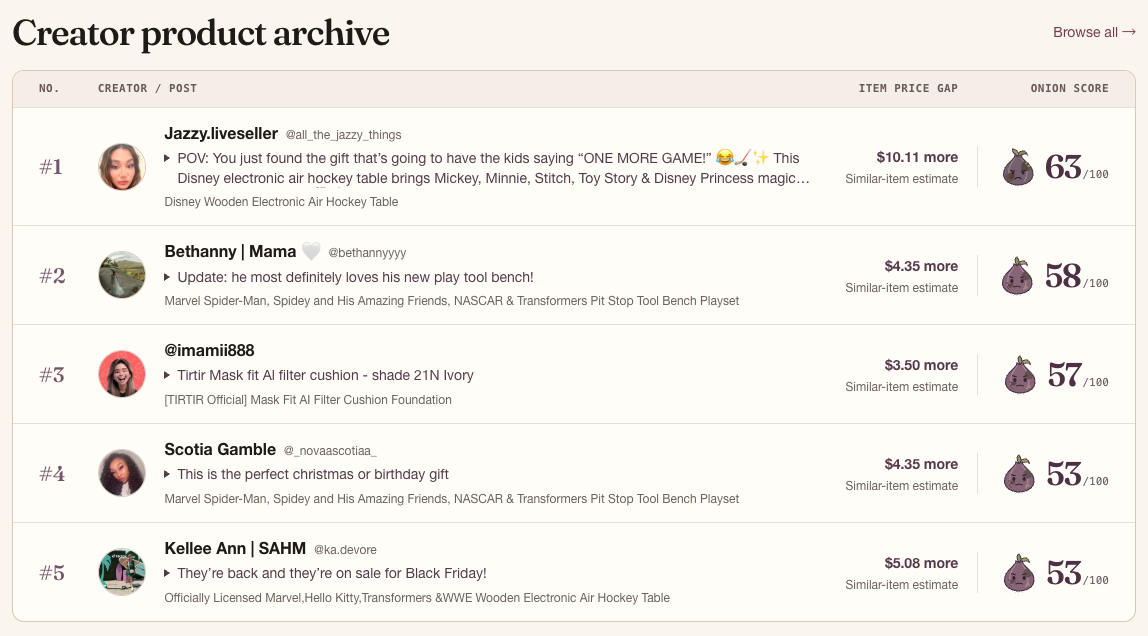 Creator product archive
Browse all →
NO.
CREATOR / POST
ITEM PRICE GAP
ONION SCORE
#1
Jazzy.liveseller @all_the_jazzy_things
▶ POV: You just found the gift that’s going to have the kids saying “ONE MORE GAME!” 😂🏒✨ This
Disney electronic air hockey table brings Mickey, Minnie, Stitch, Toy Story & Disney Princess magic…
Disney Wooden Electronic Air Hockey Table
$10.11 more
Similar-item estimate
63/100
#2
Bethanny | Mama 🤍 @bethannyyyy
▶ Update: he most definitely loves his new play tool bench!
Marvel Spider-Man, Spidey and His Amazing Friends, NASCAR & Transformers Pit Stop Tool Bench Playset
$4.35 more
Similar-item estimate
58/100
#3
@imamii888
▶ Tirtir Mask fit AI filter cushion - shade 21N Ivory
[TIRTIR Official] Mask Fit AI Filter Cushion Foundation
$3.50 more
Similar-item estimate
57/100
#4
Scotia Gamble @_novaascotiaa_
▶ This is the perfect christmas or birthday gift
Marvel Spider-Man, Spidey and His Amazing Friends, NASCAR & Transformers Pit Stop Tool Bench Playset
$4.35 more
Similar-item estimate
53/100
#5
Kellee Ann | SAHM @ka.devore
▶ They’re back and they’re on sale for Black Friday!
Officially Licensed Marvel,Hello Kitty,Transformers &WWE Wooden Electronic Air Hockey Table
$5.08 more
Similar-item estimate
53/100